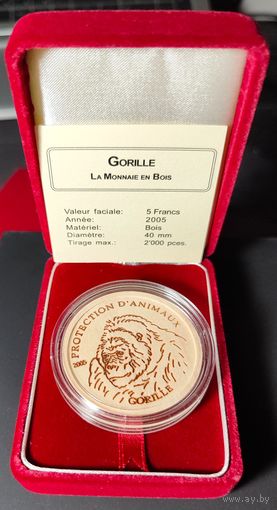 GORILLE
LA MONNAIE EN BOIS
Valeur faciale: 5 Francs
Année: 2005
Matériel: Bois
Diamètre: 40 mm
Tirage max.: 2'000 pces.
PROTECTION D'ANIMAUX
2005
GORILLE
www.ay.by